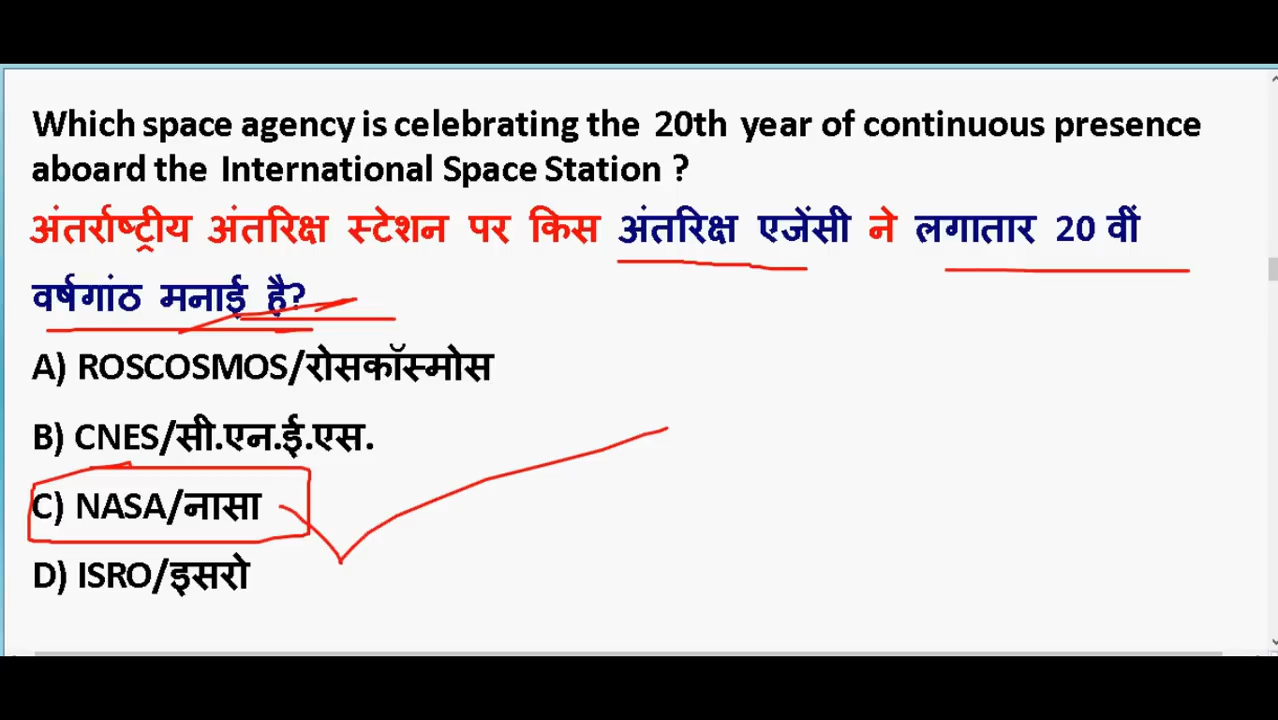 Which space agency is celebrating the 20th year of continuous presence
aboard the International Space Station ?
अंतर्राष्ट्रीय अंतरिक्ष स्टेशन पर किस अंतरिक्ष एजेंसी ने लगातार 20 वीं
वर्षगांठ मनाई है?
A) ROSCOSMOS/रोसकॉस्मोस
B) CNES/सी.एन.ई.एस.
C) NASA/नासा
D) ISRO/इसरो